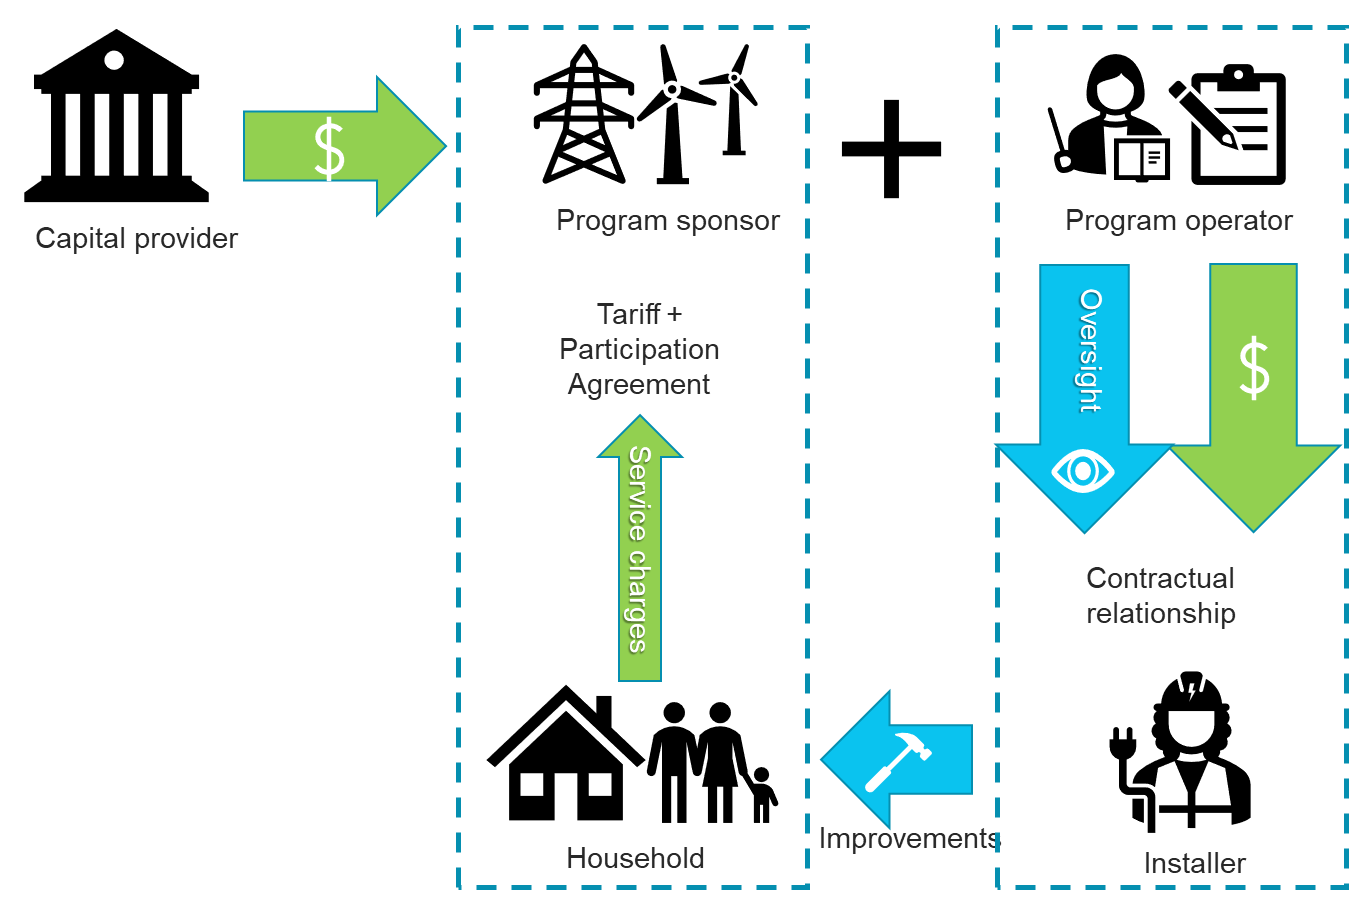 Capital provider
$
Program sponsor
Tariff +
Participation
Agreement
Service charges
Household
Program operator
Oversight
$
Contractual
relationship
Improvements
Installer